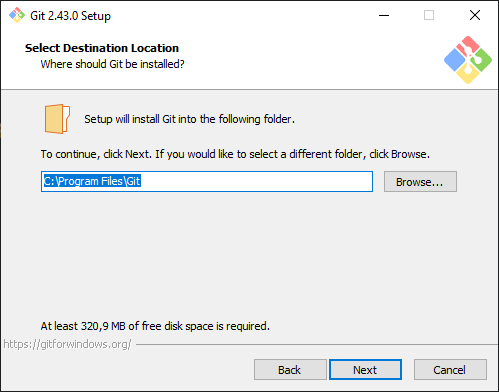 Git 2.43.0 Setup
Select Destination Location
Where should Git be installed?
Setup will install Git into the following folder.
To continue, click Next. If you would like to select a different folder, click Browse.
C:\Program Files\Git
Browse...
At least 320,9 MB of free disk space is required.
https://gitforwindows.org/
Back
Next
Cancel